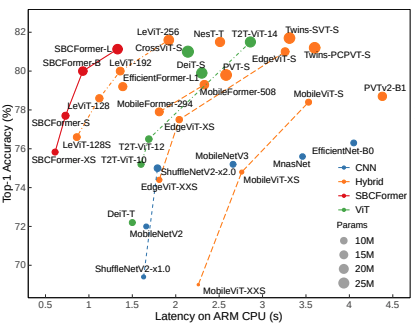 82
80
78
76
74
72
70
Top-1 Accuracy (%)
LeViT-256
NesT-T
T2T-ViT-14
Twins-SVT-S
SBCFormer-L
CrossViT-S
EdgeViT-S
Twins-PCPVT-S
SBCFormer-B
LeViT-192
DeiT-S
PVT-S
EfficientFormer-L1
MobileViT-S
PVTv2-B1
MobileFormer-508
LeViT-128
MobileFormer-294
SBCFormer-S
EdgeViT-XS
LeViT-128S
T2T-ViT-12
SBCFormer-XS
T2T-ViT-10
MobileNetV3
EfficientNet-B0
MnasNet
ShuffleNetV2-x2.0
EdgeViT-XXS
MobileViT-XS
DeiT-T
MobileNetV2
ShuffleNetV2-x1.0
MobileViT-XXS
CNN
Hybrid
SBCFormer
ViT
Params
10M
15M
20M
25M
0.5
1
1.5
2
2.5
3
3.5
4
4.5
Latency on ARM CPU (s)